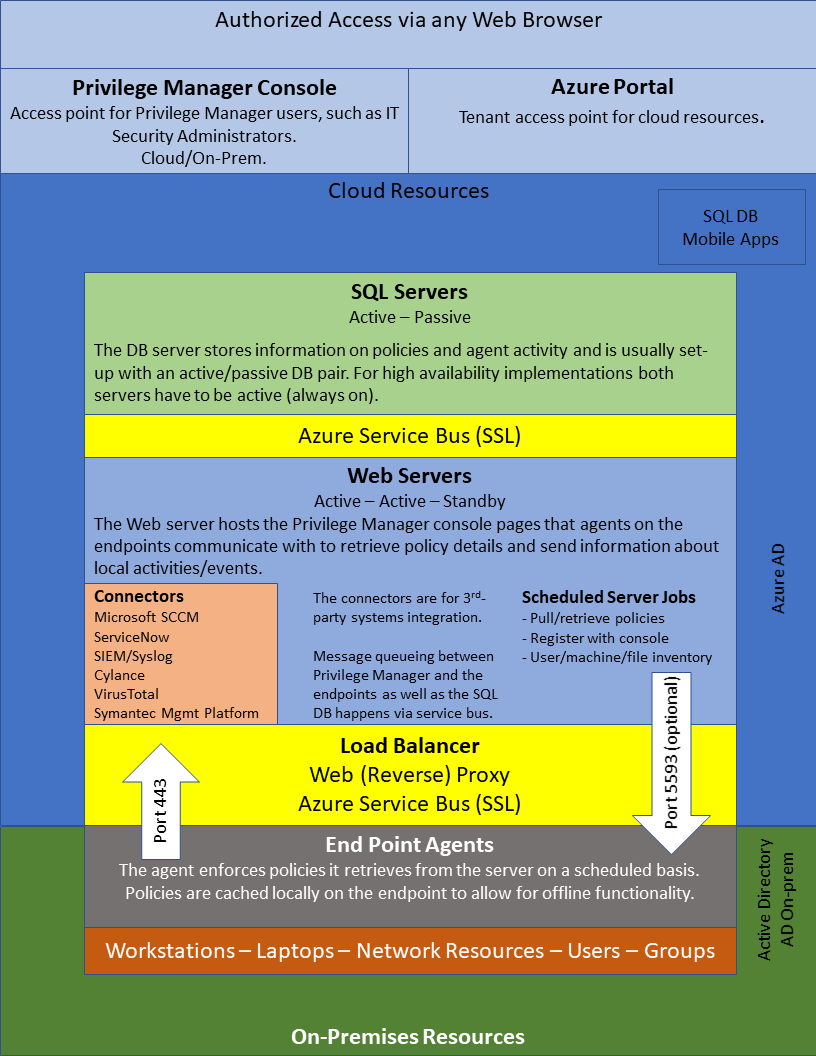 Authorized Access via any Web Browser
Privilege Manager Console
Access point for Privilege Manager users, such as IT
Security Administrators.
Cloud/On-Prem.
Azure Portal
Tenant access point for cloud resources.
Cloud Resources
SQL DB
Mobile Apps
SQL Servers
Active – Passive
The DB server stores information on policies and agent activity and is usually set-
up with an active/passive DB pair. For high availability implementations both
servers have to be active (always on).
Azure Service Bus (SSL)
Web Servers
Active – Active – Standby
The Web server hosts the Privilege Manager console pages that agents on the
endpoints communicate with to retrieve policy details and send information about
local activities/events.
Connectors
Microsoft SCCM
ServiceNow
SIEM/Syslog
Cylance
VirusTotal
Symantec Mgmt Platform
The connectors are for 3rd-
party systems integration.
Message queueing between
Privilege Manager and the
endpoints as well as the SQL
DB happens via service bus.
Scheduled Server Jobs
- Pull/retrieve policies
- Register with console
- User/machine/file inventory
Azure AD
Load Balancer
Web (Reverse) Proxy
Azure Service Bus (SSL)
Port 443
Port 5593 (optional)
End Point Agents
The agent enforces policies it retrieves from the server on a scheduled basis.
Policies are cached locally on the endpoint to allow for offline functionality.
Active Directory
AD On-prem
Workstations – Laptops – Network Resources – Users – Groups
On-Premises Resources